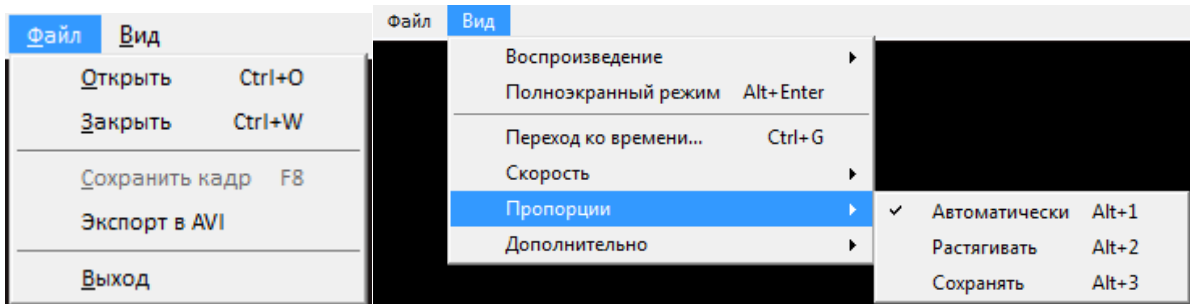 Файл Вид
Открыть Ctrl+O
Закрыть Ctrl+W
Сохранить кадр F8
Экспорт в AVI
Выход
Файл Вид
Воспроизведение
Полноэкранный режим Alt+Enter
Переход ко времени... Ctrl+G
Скорость
Пропорции
Дополнительно
Автоматически Alt+1
Растягивать Alt+2
Сохранять Alt+3